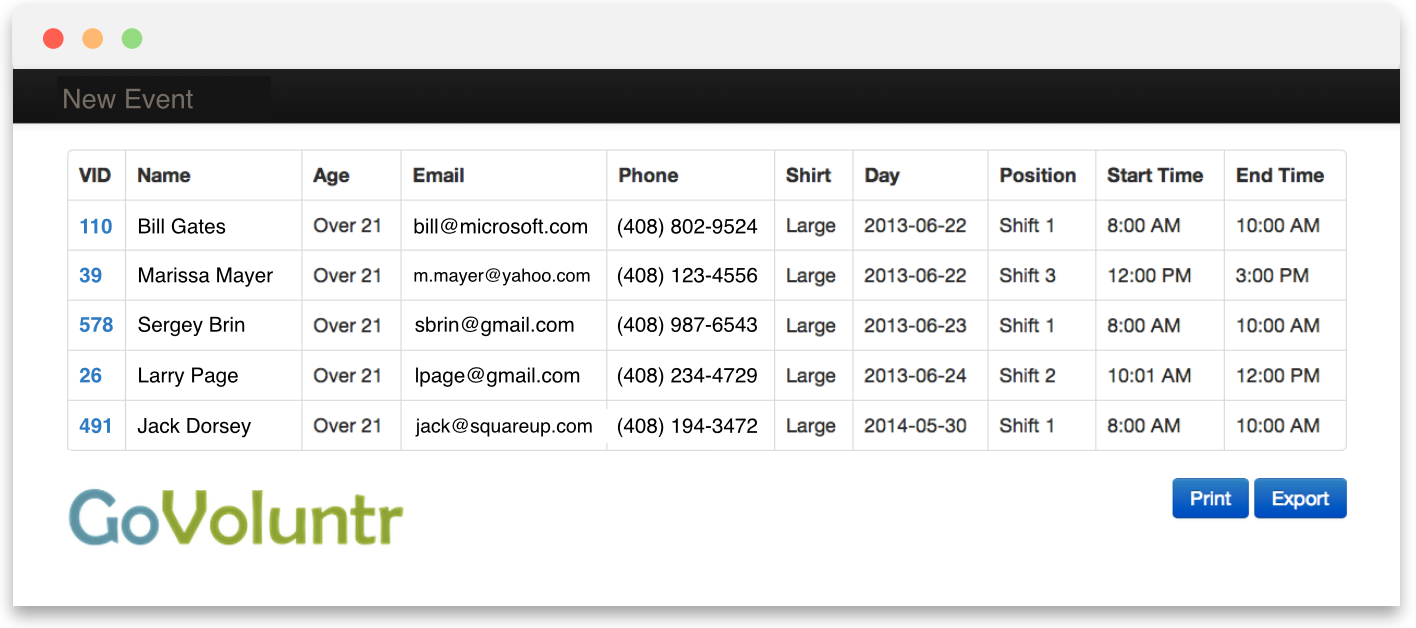 New Event
VID Name Age Email Phone Shirt Day Position Start Time End Time
110 Bill Gates Over 21 bill@microsoft.com (408) 802-9524 Large 2013-06-22 Shift 1 8:00 AM 10:00 AM
39 Marissa Mayer Over 21 m.mayer@yahoo.com (408) 123-4556 Large 2013-06-22 Shift 3 12:00 PM 3:00 PM
578 Sergey Brin Over 21 sbrin@gmail.com (408) 987-6543 Large 2013-06-23 Shift 1 8:00 AM 10:00 AM
26 Larry Page Over 21 lpage@gmail.com (408) 234-4729 Large 2013-06-24 Shift 2 10:01 AM 12:00 PM
491 Jack Dorsey Over 21 jack@squareup.com (408) 194-3472 Large 2014-05-30 Shift 1 8:00 AM 10:00 AM
Print Export
GoVoluntr